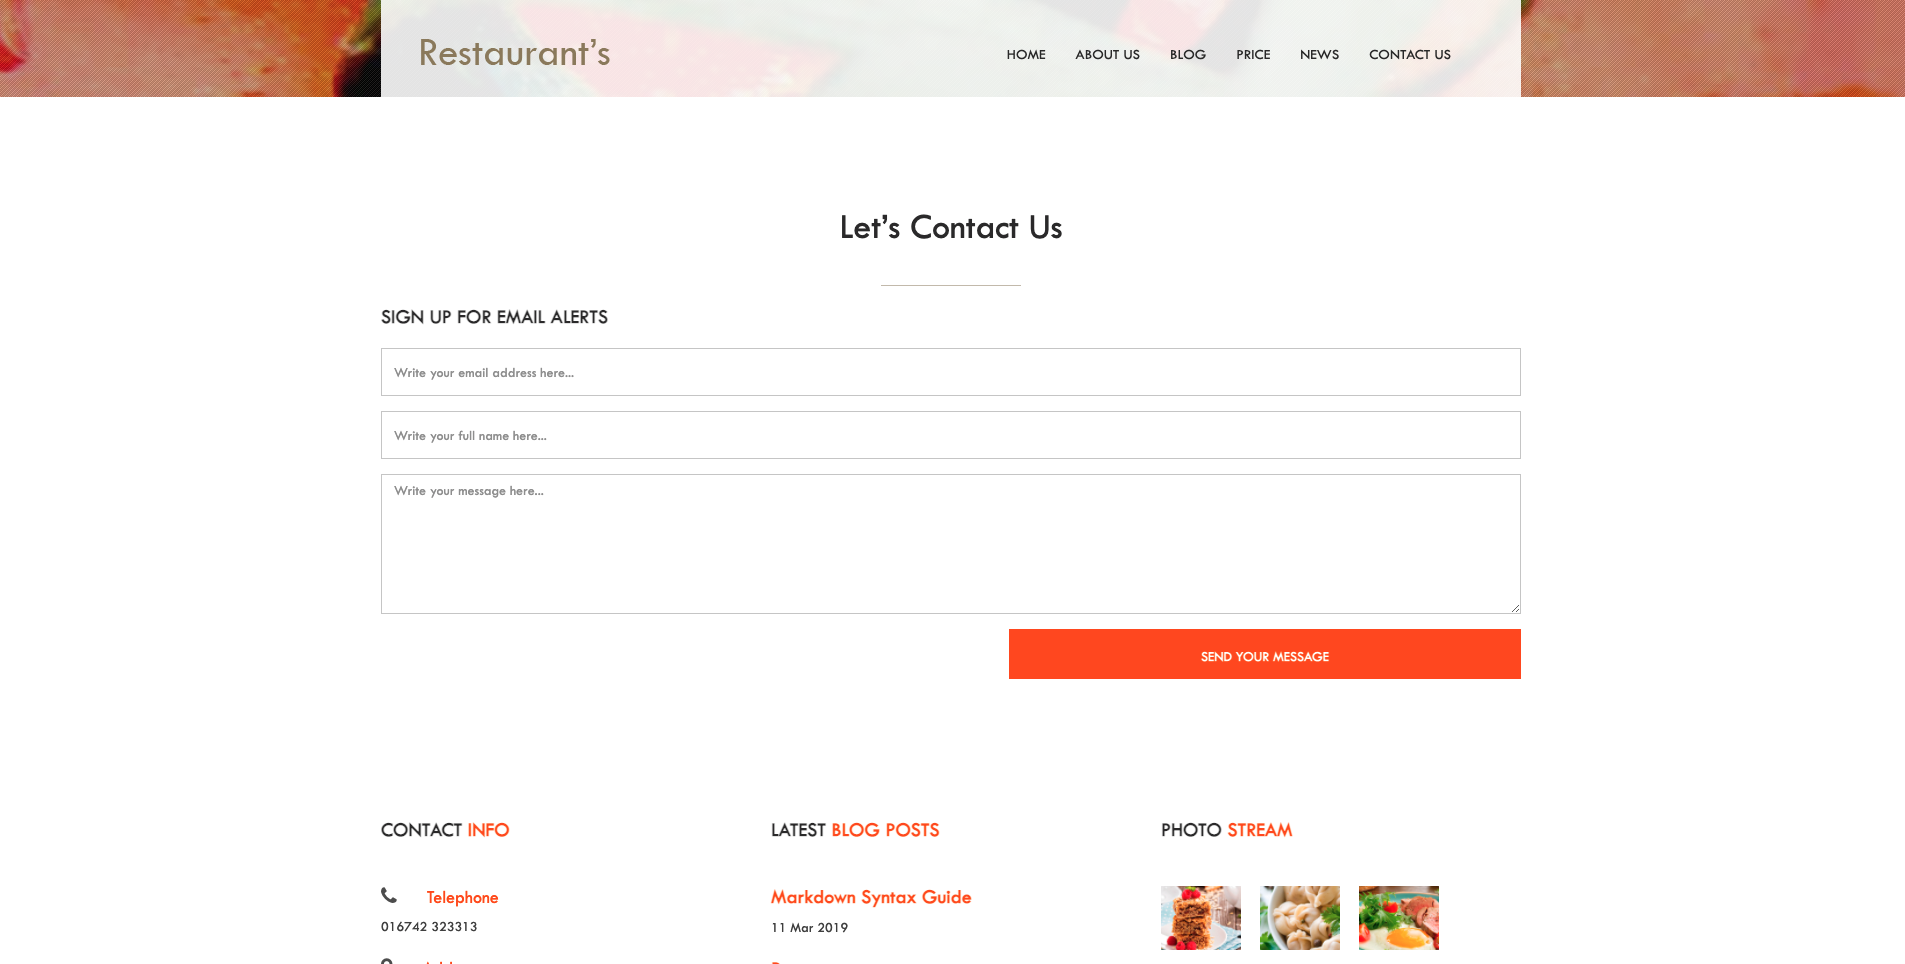 Restaurant's
HOME ABOUT US BLOG PRICE NEWS CONTACT US
Let's Contact Us
SIGN UP FOR EMAIL ALERTS
Write your email address here...
Write your full name here...
Write your message here...
SEND YOUR MESSAGE
CONTACT INFO
Telephone
016742 323313
LATEST BLOG POSTS
Markdown Syntax Guide
11 Mar 2019
PHOTO STREAM